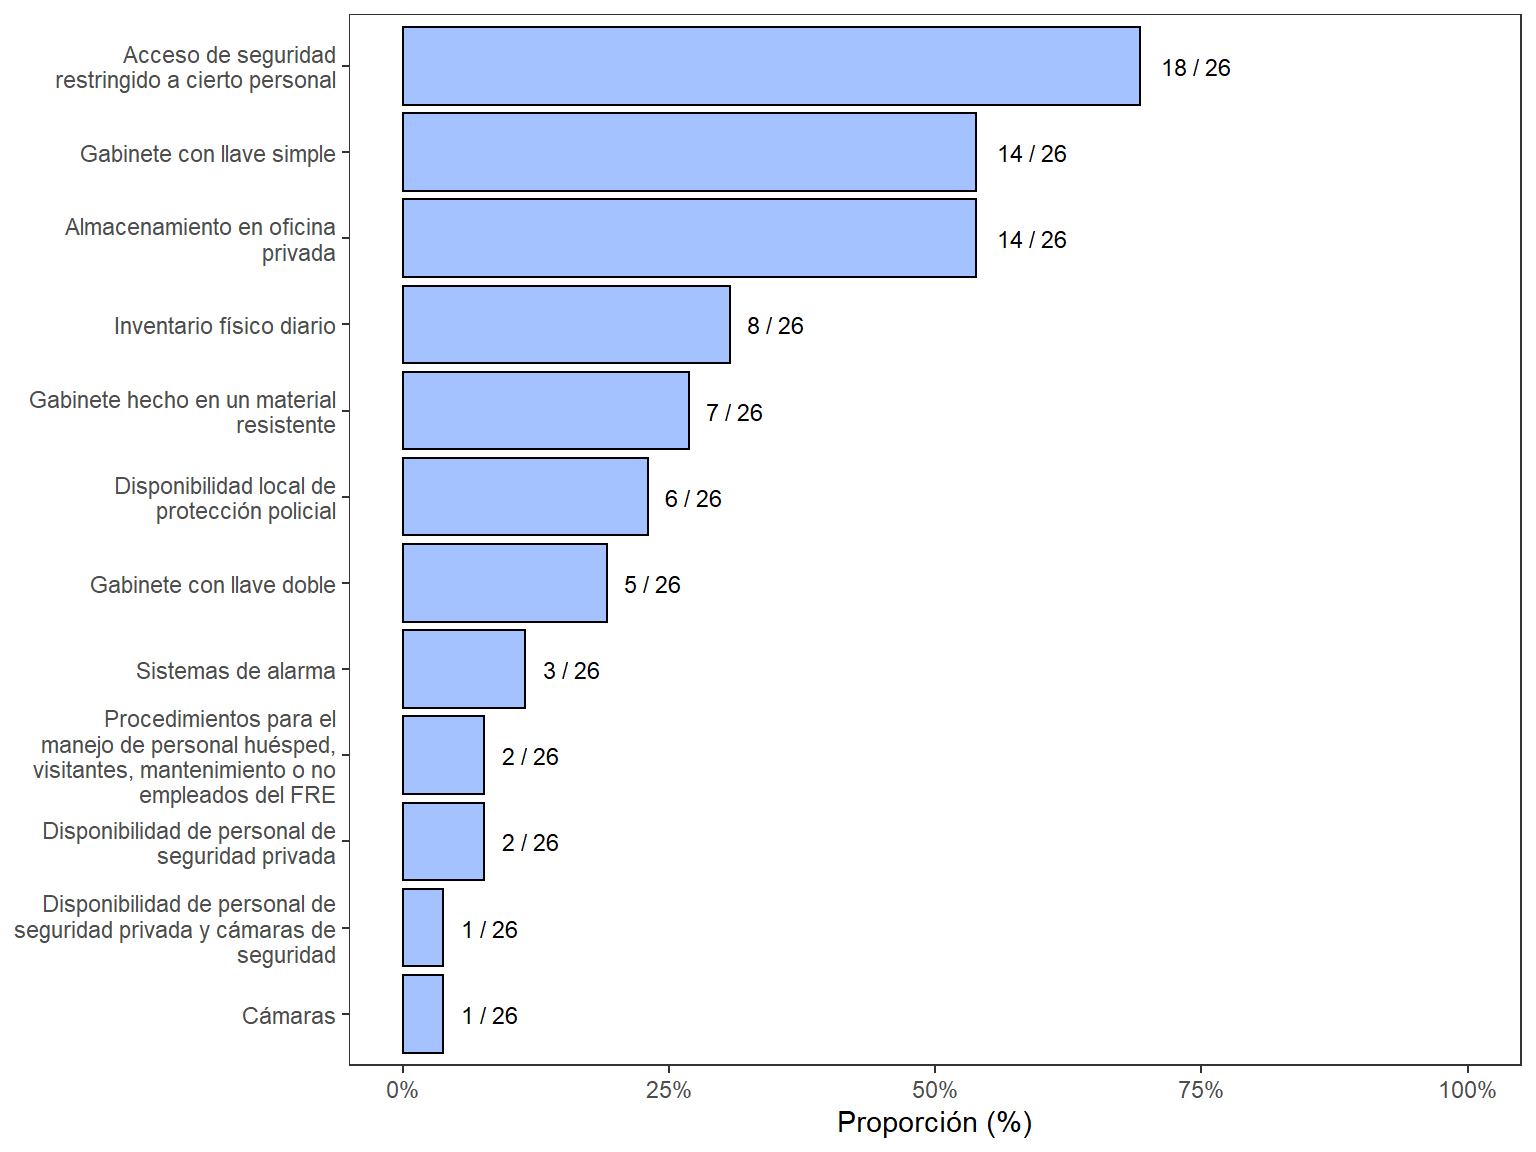 Acceso de seguridad
restringido a cierto personal
18 / 26
Gabinete con llave simple
14 / 26
Almacenamiento en oficina
privada
14 / 26
Inventario físico diario
8 / 26
Gabinete hecho en un material
resistente
7 / 26
Disponibilidad local de
protección policial
6 / 26
Gabinete con llave doble
5 / 26
Sistemas de alarma
3 / 26
Procedimientos para el
manejo de personal huésped,
visitantes, mantenimiento o no
empleados del FRE
2 / 26
Disponibilidad de personal de
seguridad privada
2 / 26
Disponibilidad de personal de
seguridad privada y cámaras de
seguridad
1 / 26
Cámaras
1 / 26
0% 25% 50% 75% 100%
Proporción (%)